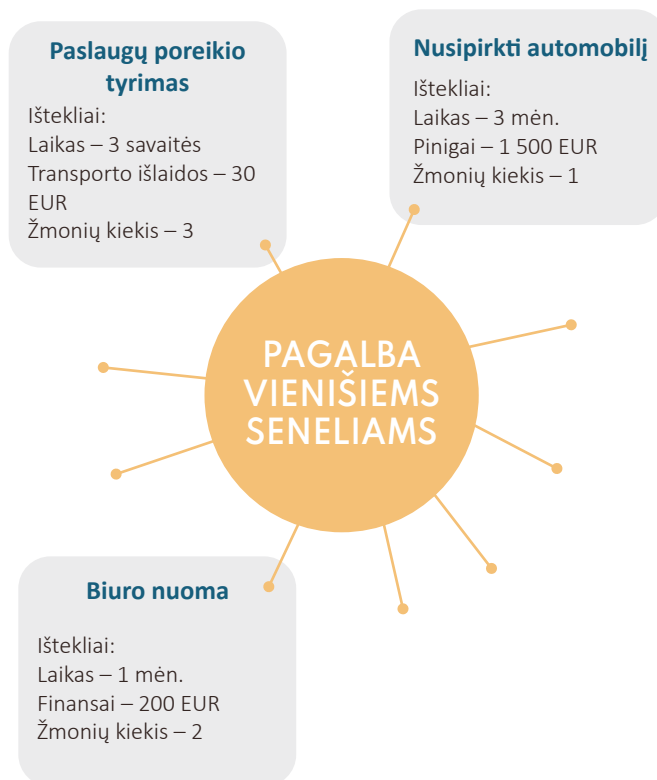 Paslaugų poreikio
tyrimas
Ištekliai:
Laikas – 3 savaitės
Transporto išlaidos – 30
EUR
Žmonių kiekis – 3
Nusipirkti automobilį
Ištekliai:
Laikas – 3 mėn.
Pinigai – 1 500 EUR
Žmonių kiekis – 1
PAGALBA
VIENIŠIEMS
SENELIAMS
Biuro nuoma
Ištekliai:
Laikas – 1 mėn.
Finansai – 200 EUR
Žmonių kiekis – 2